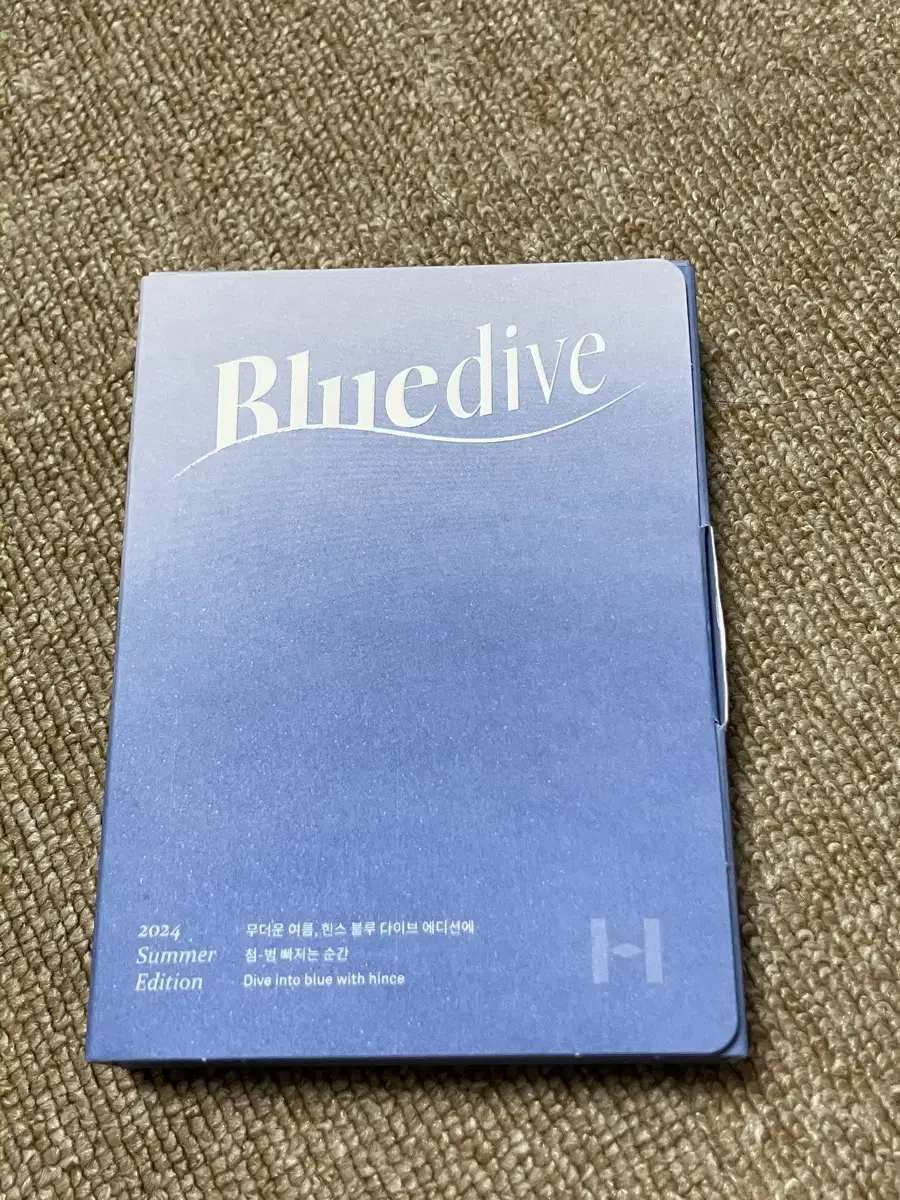 Bluedive
2024
Summer
Edition
무더운 여름, 힌스 블루 다이브 에디션에
첨-벙 빠져는 순간
Dive into blue with hince
H